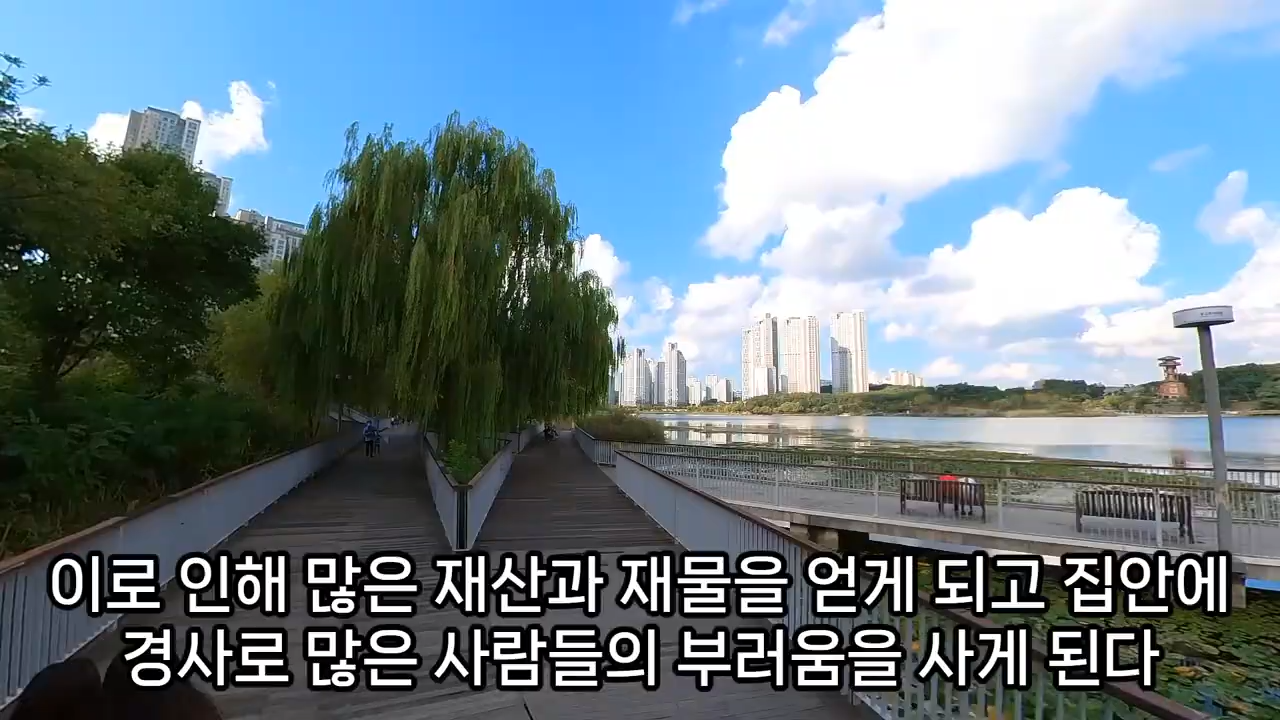 이로 인해 많은 재산과 재물을 얻게 되고 집안에
경사로 많은 사람들의 부러움을 사게 된다